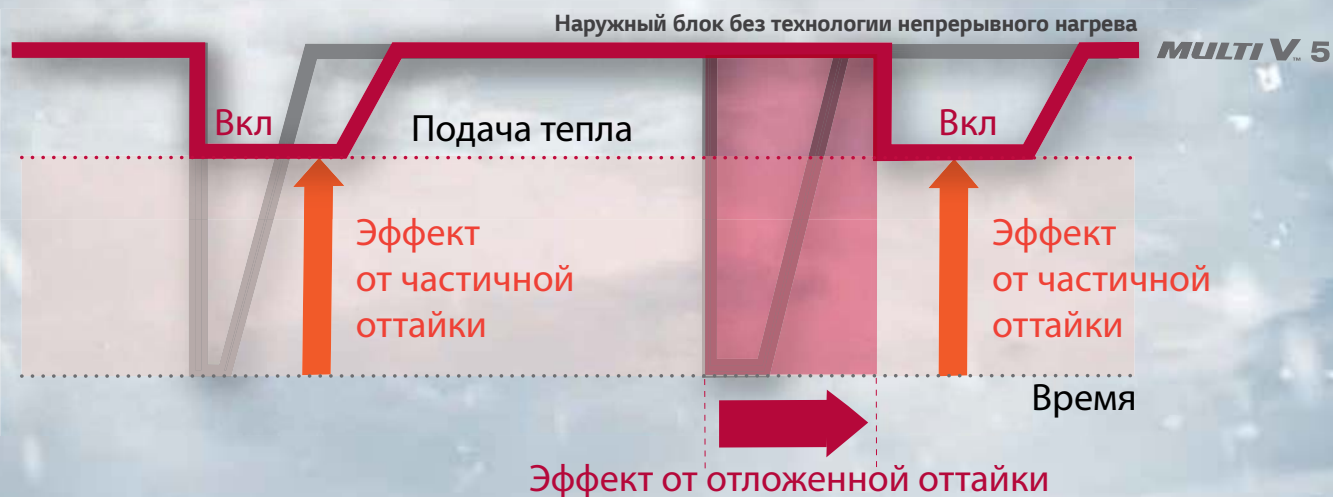 Наружный блок без технологии непрерывного нагрева
MULTI V™ 5
Вкл
Подача тепла
Вкл
Эффект
от частичной
оттайки
Эффект
от частичной
оттайки
Время
Эффект от отложенной оттайки